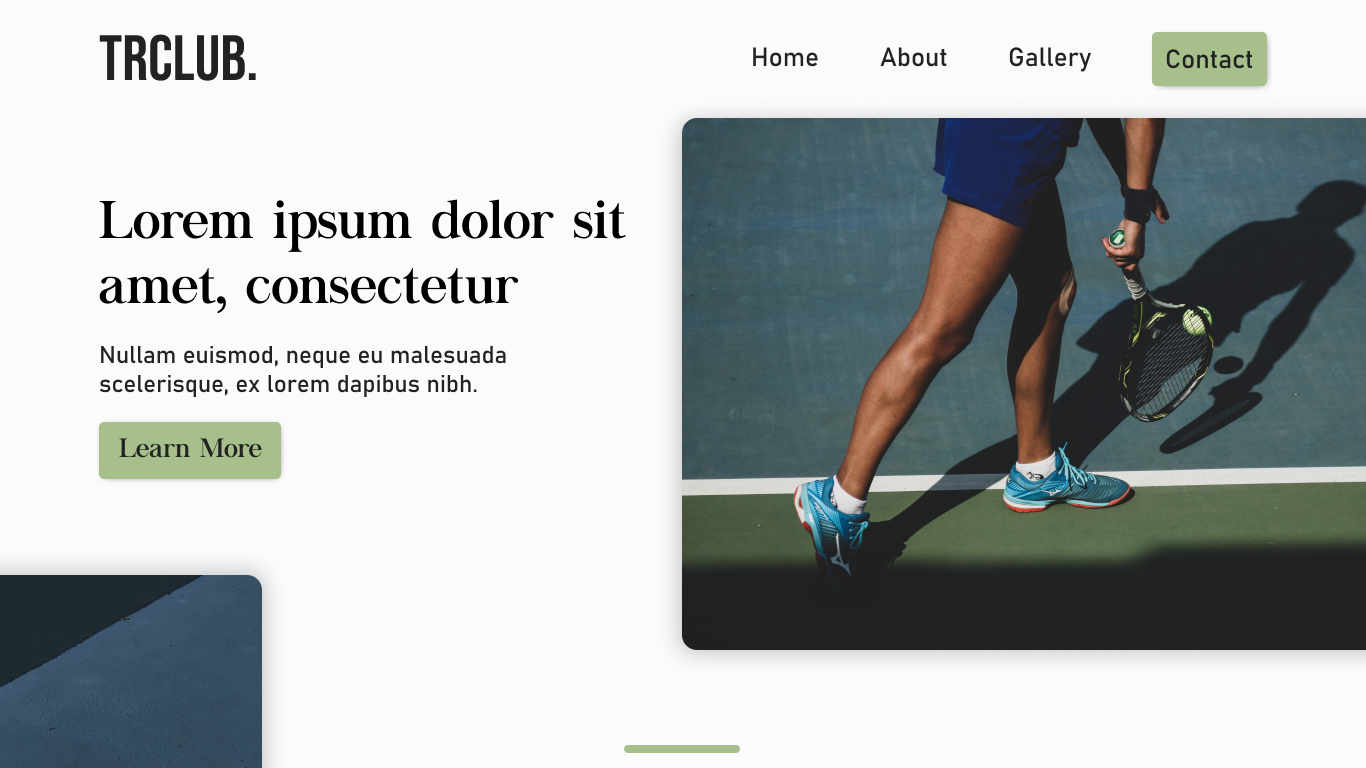 TRCLUB.
Home
About
Gallery
Contact
Lorem ipsum dolor sit
amet, consectetur
Nullam euismod, neque eu malesuada
scelerisque, ex lorem dapibus nibh.
Learn More